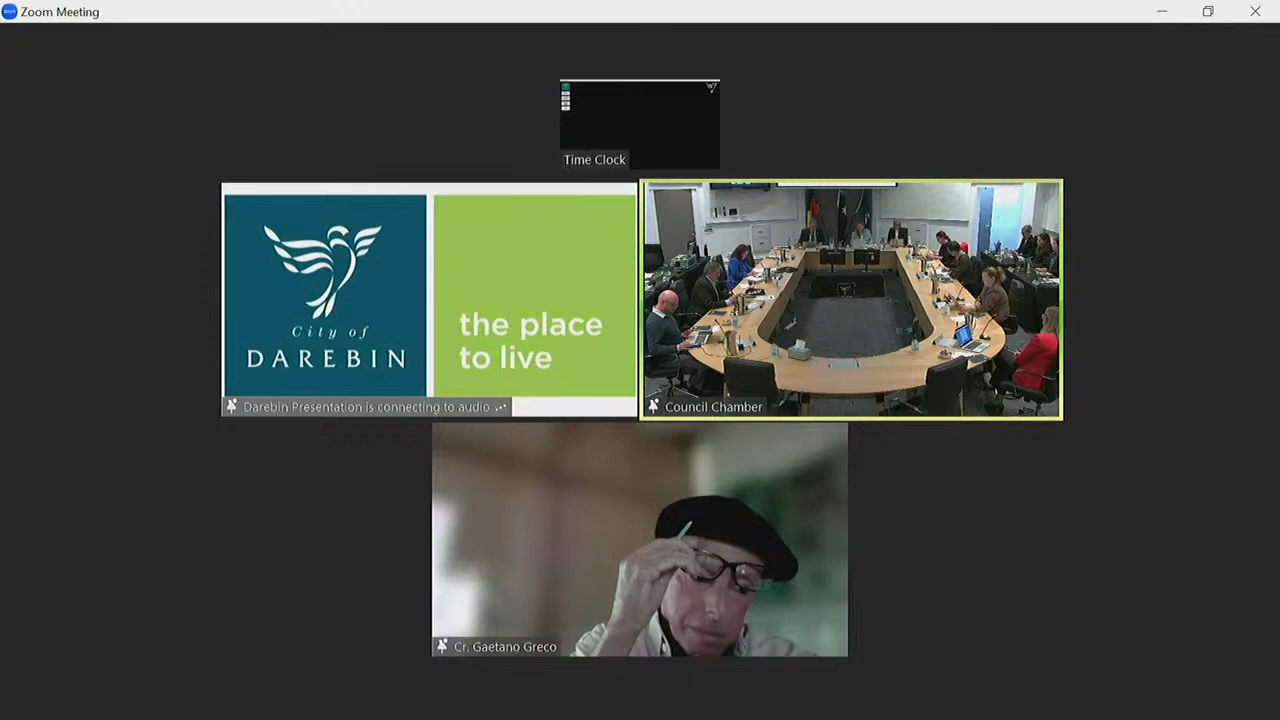 Zoom Meeting
Time Clock
City of
DAREBIN
the place
to live
Darebin Presentation is connecting to audio
Council Chamber
Cr. Gaetano Greco